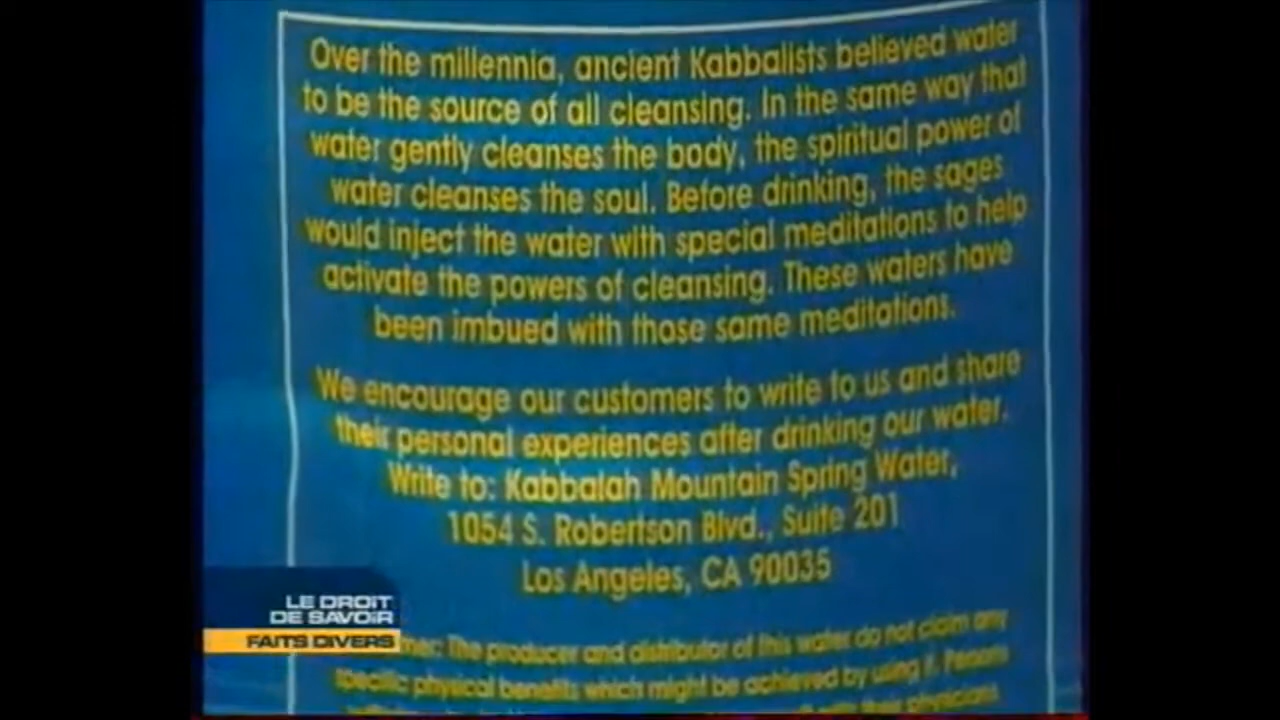 Over the millennia, ancient Kabbalists believed water
to be the source of all cleansing. In the same way that
water gently cleanses the body, the spiritual power of
water cleanses the soul. Before drinking, the sages
would inject the water with special meditations to help
activate the powers of cleansing. These waters have
been imbued with those same meditations.
We encourage our customers to write to us and share
their personal experiences after drinking our water.
Write to: Kabbalah Mountain Spring Water,
1054 S. Robertson Blvd., Suite 201
Los Angeles, CA 90035
The producer and distributor of this water do not claim any
specific physical benefits which might be achieved by using it. Persons
with their physicians
LE DROIT
DE SAVOIR
FAITS DIVERS